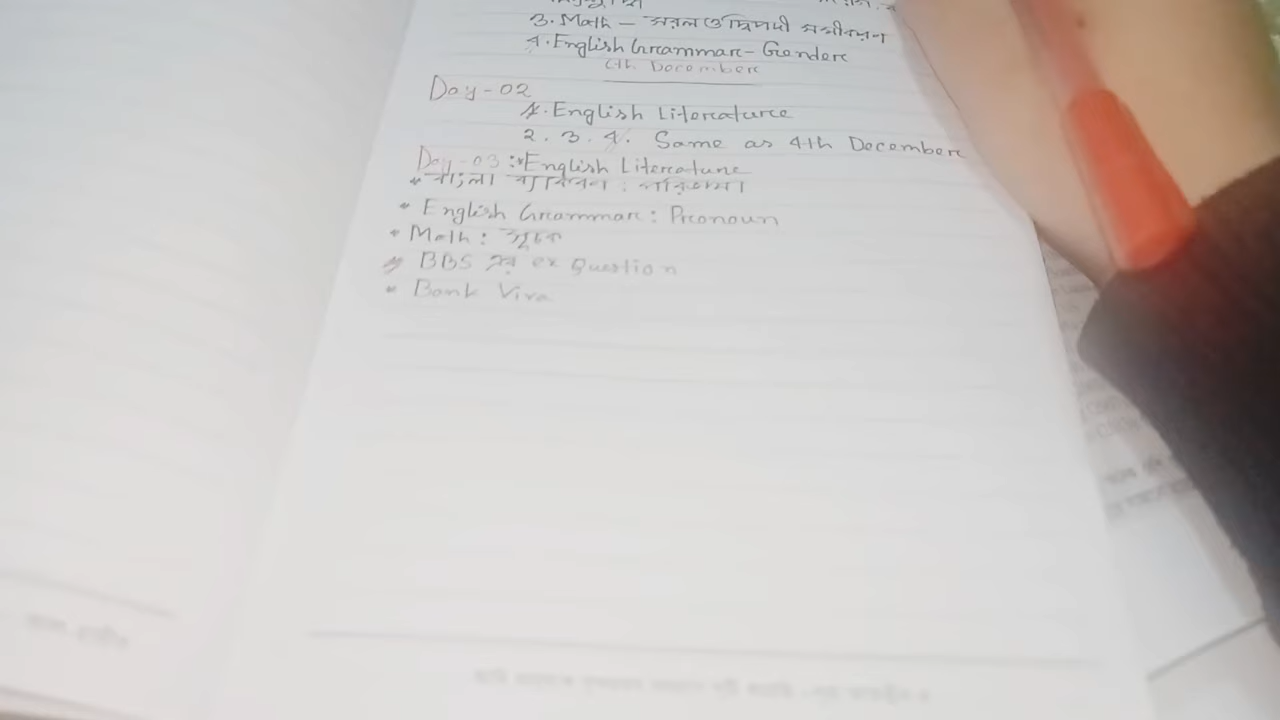 3. Math - সরল ও দ্বিপদী সমীকরণ
4. English Grammar - Gender
6th December
Day-02
1. English Literature
2. 3. 4. Same as 4th December
Day-03: * English Literature
* বাংলা ব্যাকরণ : পরিভাষা
* English Grammar: Pronoun
* Math: সূচক
* BBS এর ex Question
* Bank Viva